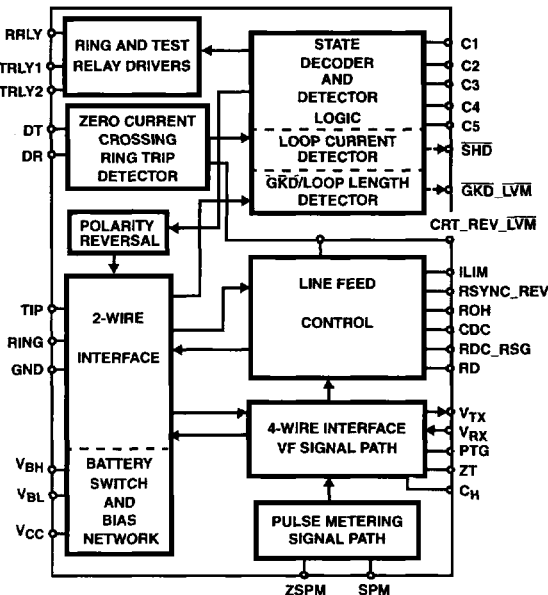 RRLY
TRLY1
TRLY2
DT
DR
TIP
RING
GND
VBH
VBL
VCC
RING AND TEST
RELAY DRIVERS
ZERO CURRENT
CROSSING
RING TRIP
DETECTOR
POLARITY
REVERSAL
2-WIRE
INTERFACE
BATTERY
SWITCH
AND
BIAS
NETWORK
STATE
DECODER
AND
DETECTOR
LOGIC
LOOP CURRENT
DETECTOR
GKD/LOOP LENGTH
DETECTOR
LINE FEED
CONTROL
4-WIRE INTERFACE
VF SIGNAL PATH
PULSE METERING
SIGNAL PATH
C1
C2
C3
C4
C5
SHD
GKD_LVM
CRT_REV_LVM
ILIM
RSYNC_REV
ROH
CDC
RDC_RSG
RD
VTX
VRX
PTG
ZT
CH
ZSPM
SPM